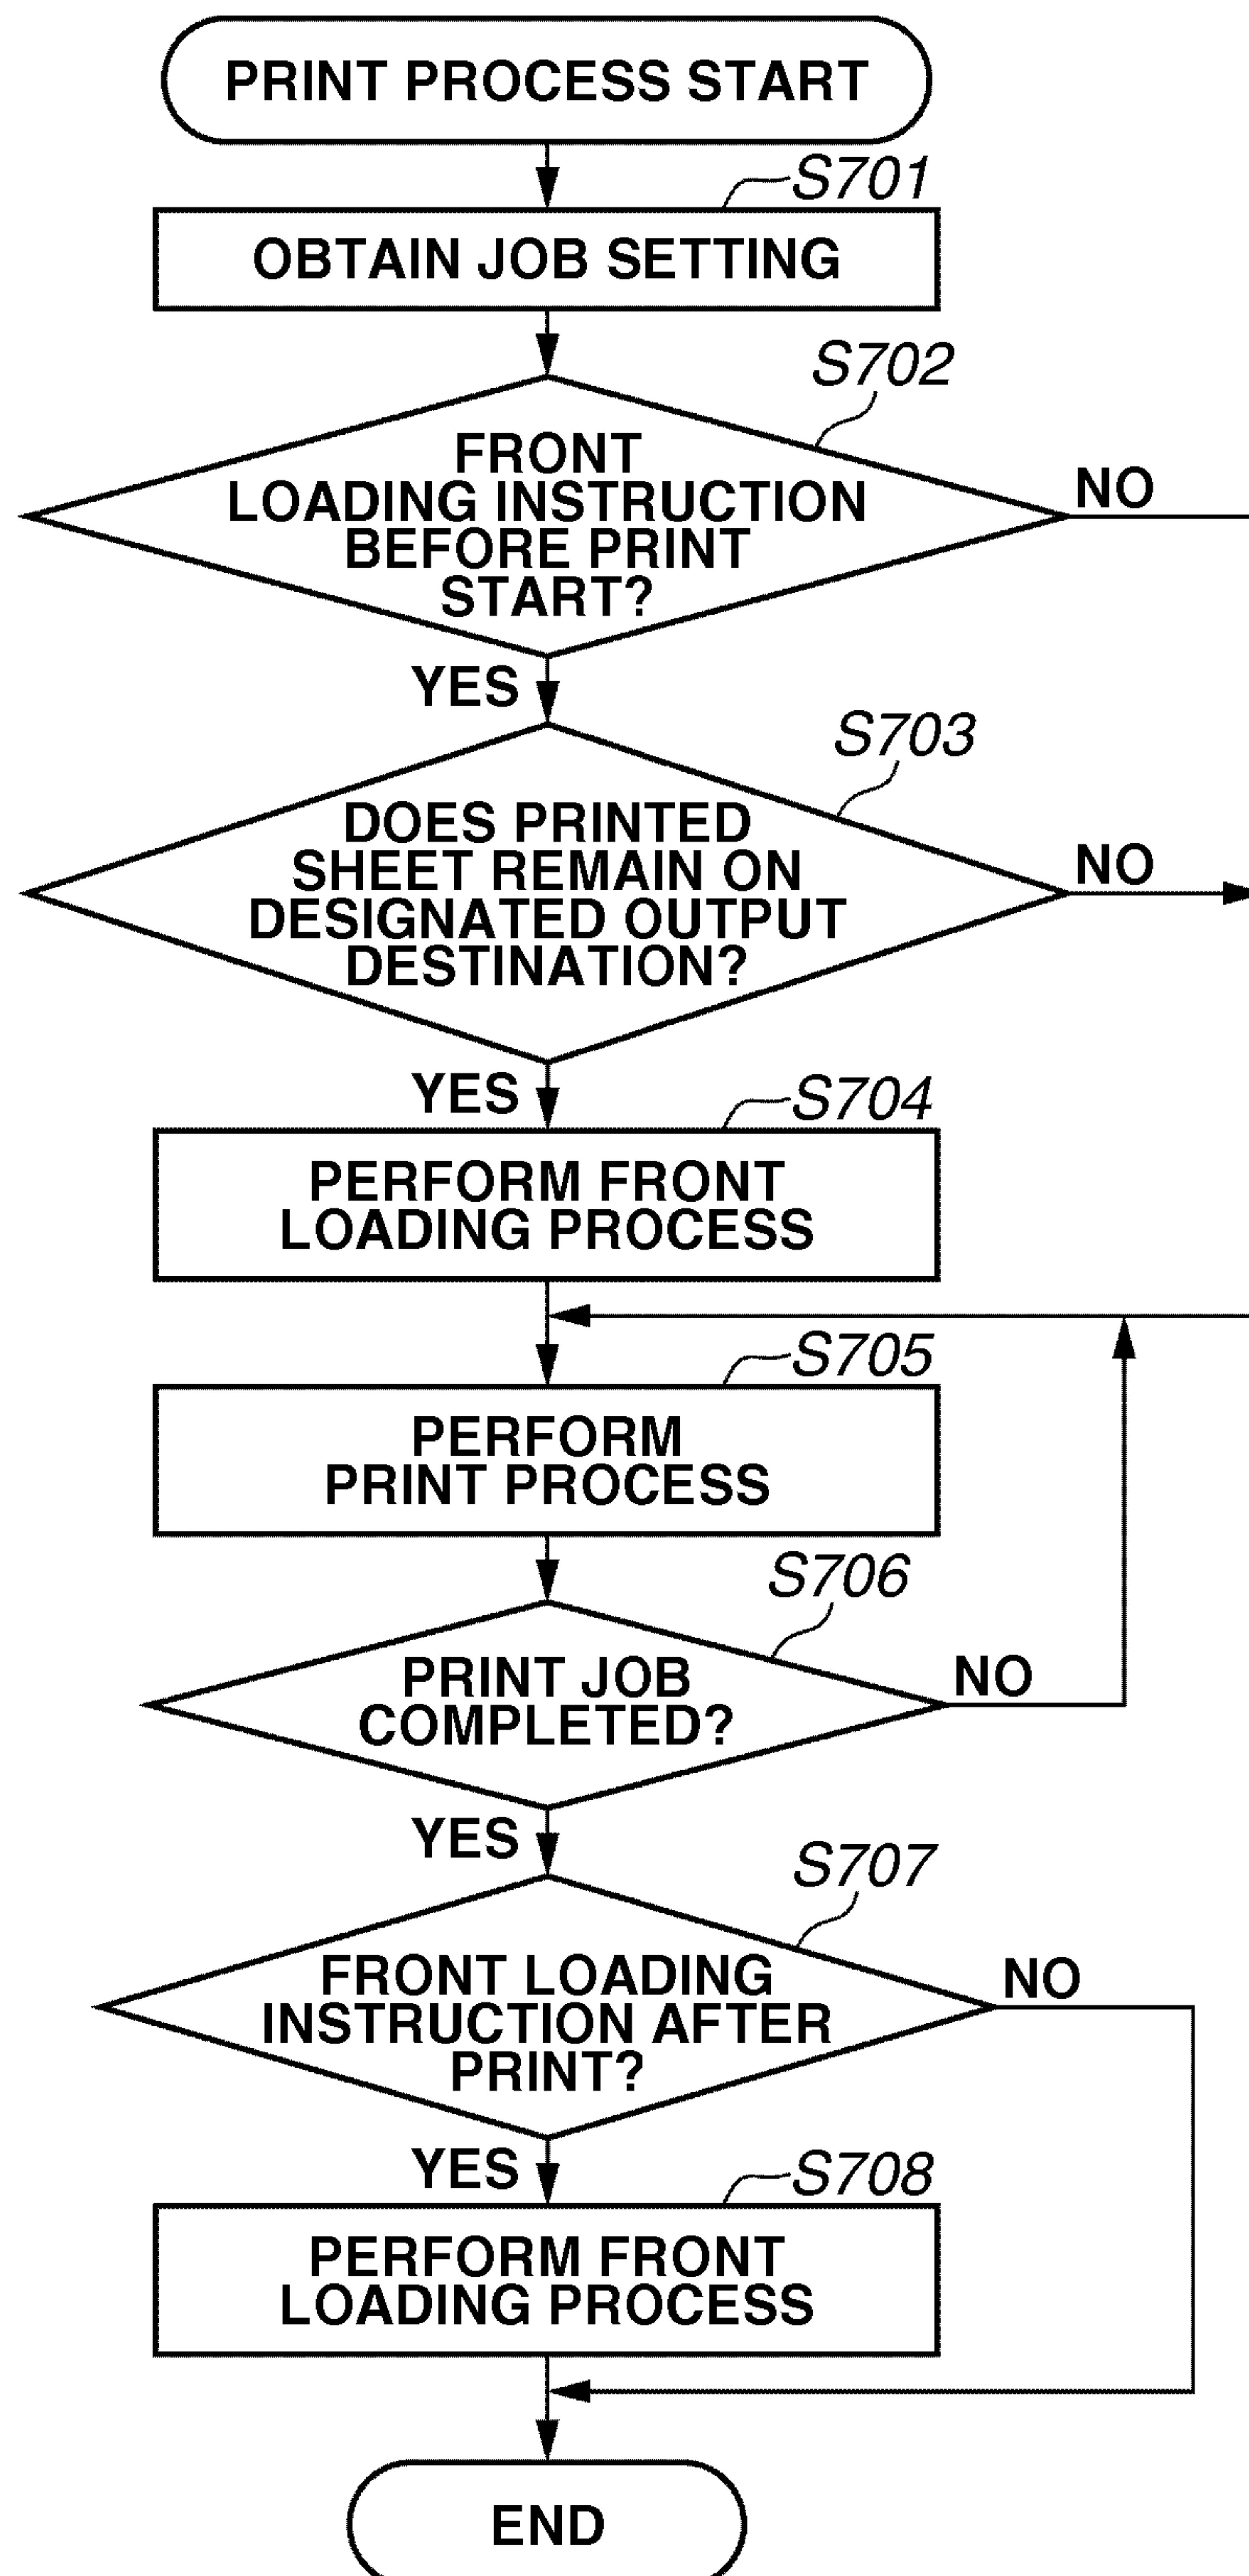 PRINT PROCESS START
S701
OBTAIN JOB SETTING
S702
FRONT
LOADING INSTRUCTION
BEFORE PRINT
START?
NO
YES
S703
DOES PRINTED
SHEET REMAIN ON
DESIGNATED OUTPUT
DESTINATION?
NO
YES
S704
PERFORM FRONT
LOADING PROCESS
S705
PERFORM
PRINT PROCESS
S706
PRINT JOB
COMPLETED?
NO
YES
S707
FRONT LOADING
INSTRUCTION AFTER
PRINT?
NO
YES
S708
PERFORM FRONT
LOADING PROCESS
END